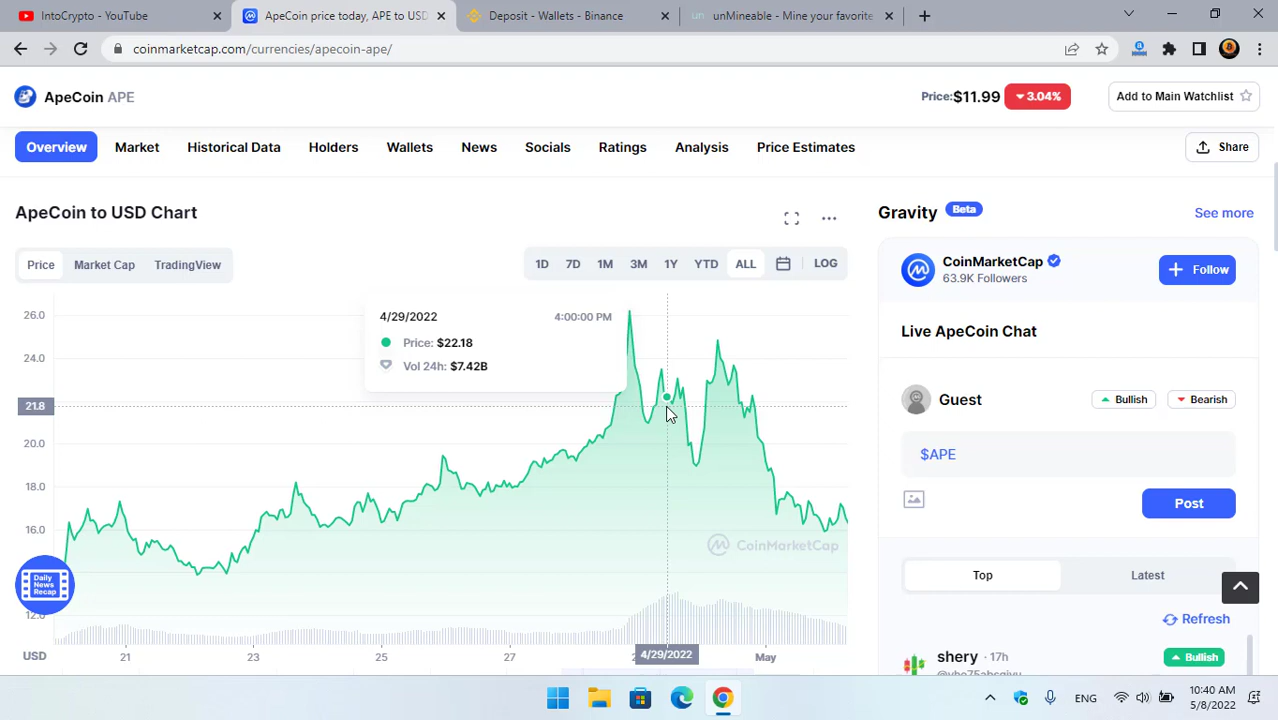 IntoCrypto - YouTube
ApeCoin price today, APE to USD
Deposit - Wallets - Binance
unMineable - Mine your favorite
coinmarketcap.com/currencies/apecoin-ape/
ApeCoin APE
Price: $11.99 3.04%
Add to Main Watchlist
Overview Market Historical Data Holders Wallets News Socials Ratings Analysis Price Estimates
Share
ApeCoin to USD Chart
Gravity Beta
See more
Price Market Cap TradingView
1D 7D 1M 3M 1Y YTD ALL LOG
CoinMarketCap
63.9K Followers
Follow
26.0
4/29/2022 4:00:00 PM
Price: $22.18
Vol 24h: $7.42B
24.0
21.8
20.0
18.0
16.0
12.0
CoinMarketCap
Daily
News
Recap
USD 21 23 25 27 4/29/2022 May
Live ApeCoin Chat
Guest
Bullish
Bearish
$APE
Post
Top Latest
Refresh
shery · 17h
Bullish
ENG
10:40 AM
5/8/2022